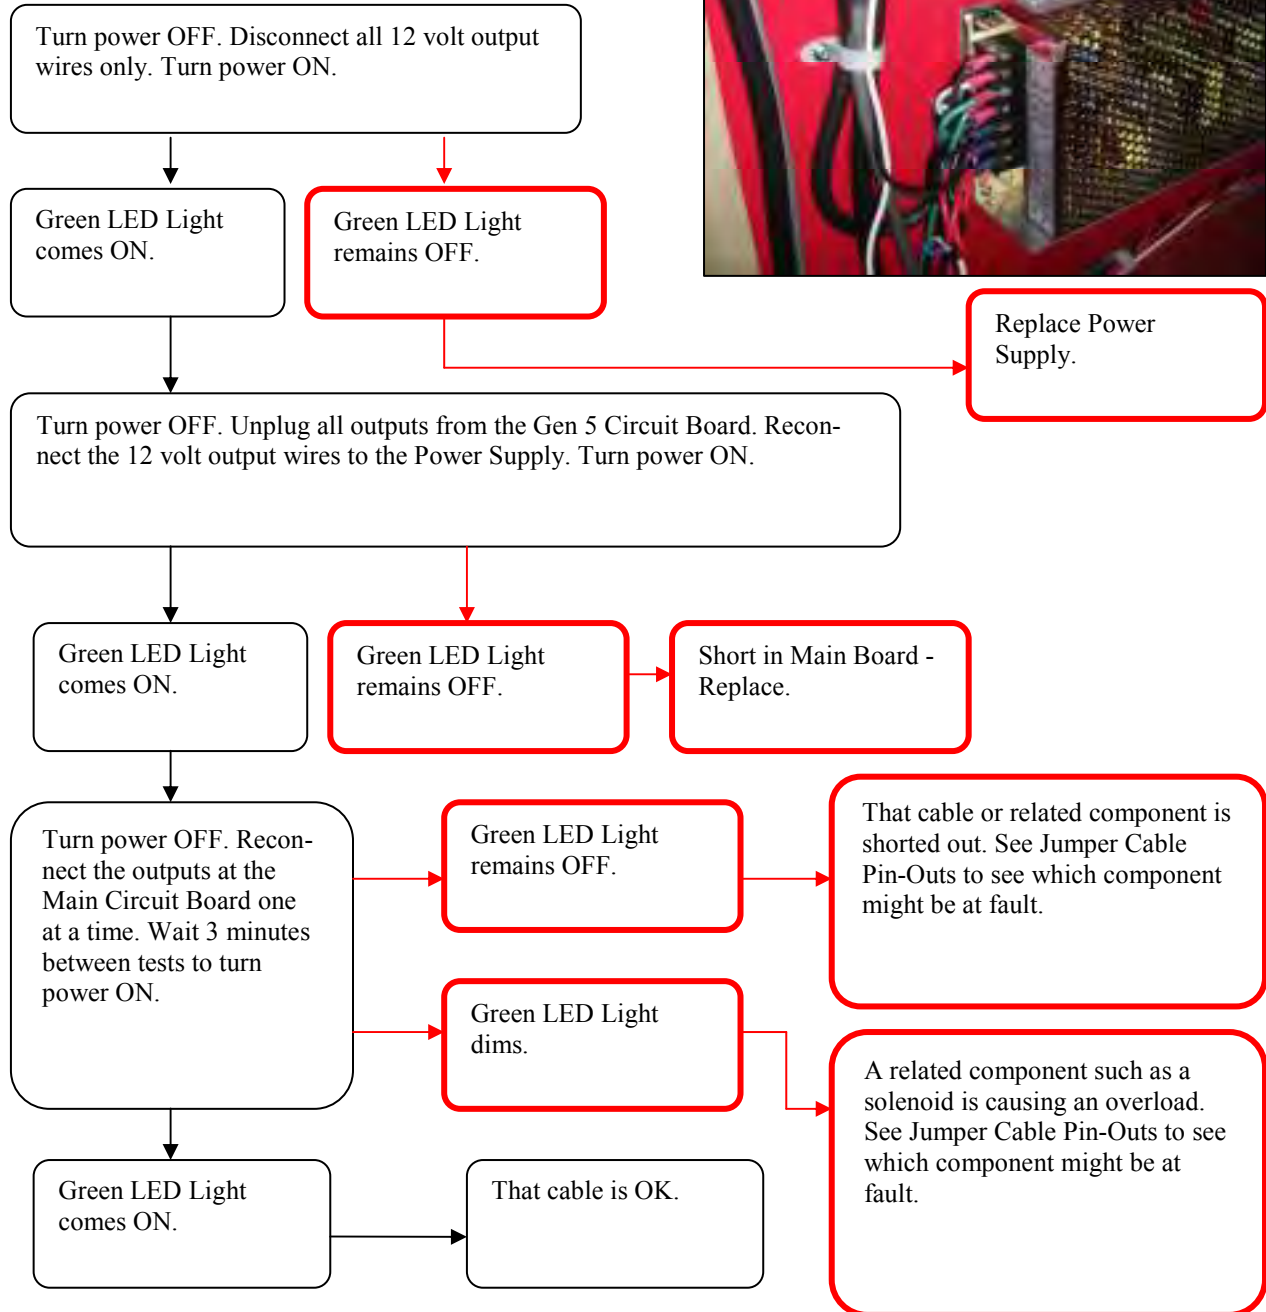 Turn power OFF. Disconnect all 12 volt output
wires only. Turn power ON.
Green LED Light
comes ON.
Green LED Light
remains OFF.
Replace Power
Supply.
Turn power OFF. Unplug all outputs from the Gen 5 Circuit Board. Recon-
nect the 12 volt output wires to the Power Supply. Turn power ON.
Green LED Light
comes ON.
Green LED Light
remains OFF.
Short in Main Board -
Replace.
Turn power OFF. Recon-
nect the outputs at the
Main Circuit Board one
at a time. Wait 3 minutes
between tests to turn
power ON.
Green LED Light
remains OFF.
That cable or related component is
shorted out. See Jumper Cable
Pin-Outs to see which component
might be at fault.
Green LED Light
dims.
A related component such as a
solenoid is causing an overload.
See Jumper Cable Pin-Outs to see
which component might be at
fault.
Green LED Light
comes ON.
That cable is OK.